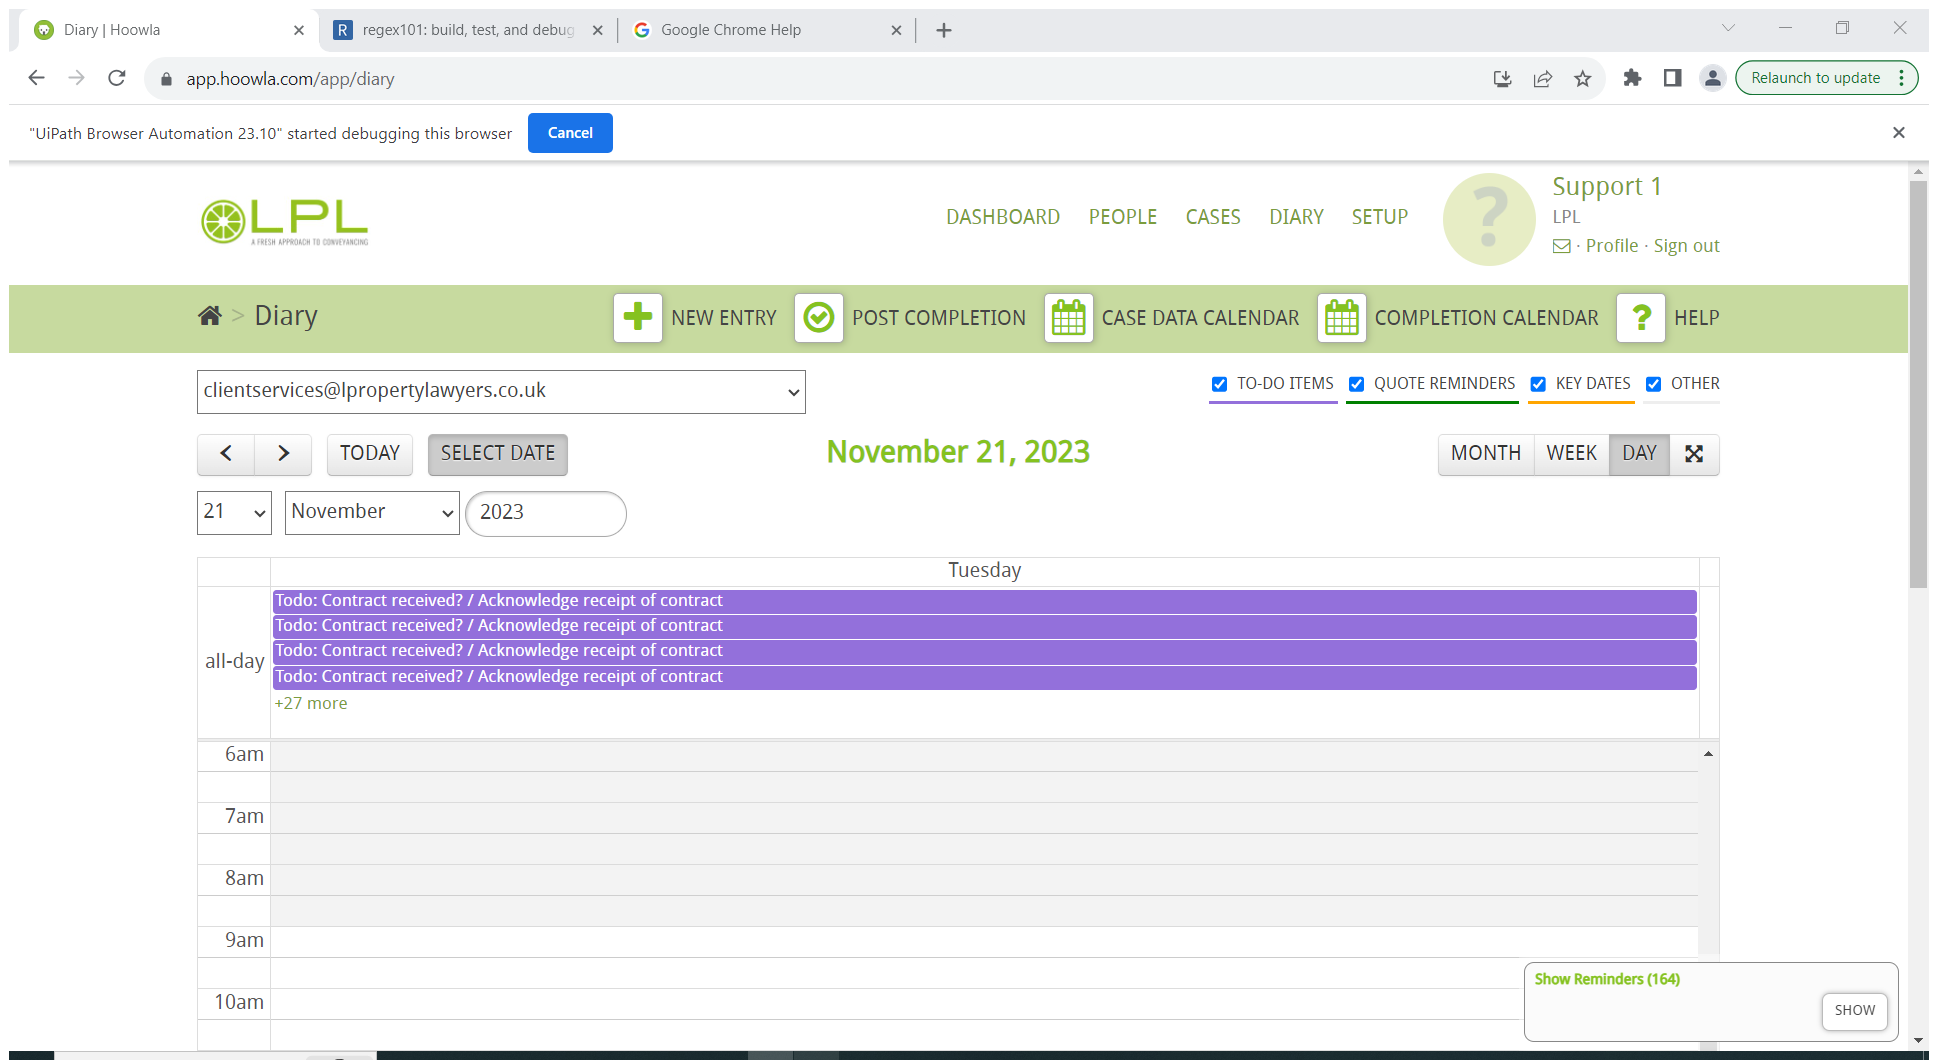 Diary | Hoowla
R regex101: build, test, and debug
Google Chrome Help
app.hoowla.com/app/diary
Relaunch to update
"UiPath Browser Automation 23.10" started debugging this browser
Cancel
LPL
A FRESH APPROACH TO CONVEYANCING
DASHBOARD PEOPLE CASES DIARY SETUP
?
Support 1
LPL
· Profile · Sign out
> Diary
NEW ENTRY POST COMPLETION CASE DATA CALENDAR COMPLETION CALENDAR ? HELP
clientservices@lpropertylawyers.co.uk
TO-DO ITEMS QUOTE REMINDERS KEY DATES OTHER
< > TODAY SELECT DATE
November 21, 2023
MONTH WEEK DAY
21 November 2023
Tuesday
all-day
Todo: Contract received? / Acknowledge receipt of contract
Todo: Contract received? / Acknowledge receipt of contract
Todo: Contract received? / Acknowledge receipt of contract
Todo: Contract received? / Acknowledge receipt of contract
+27 more
6am
7am
8am
9am
10am
Show Reminders (164)
SHOW